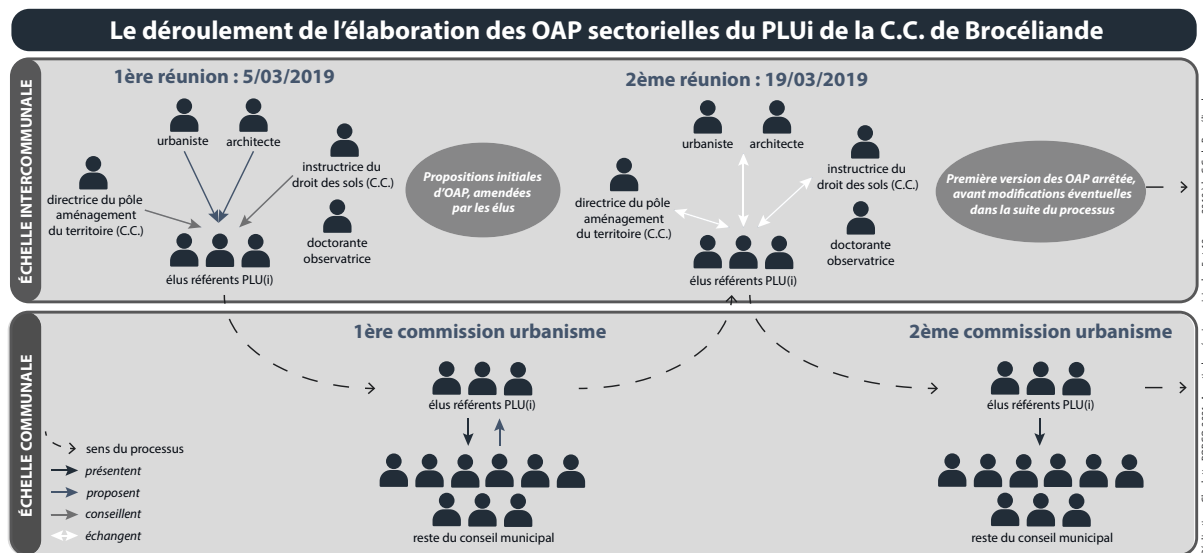 Le déroulement de l’élaboration des OAP sectorielles du PLUi de la C.C. de Brocéliande
ÉCHELLE INTERCOMMUNALE
1ère réunion : 5/03/2019
urbaniste
architecte
directrice du pôle
aménagement
du territoire (C.C.)
instructrice du
droit des sols (C.C.)
doctorante
observatrice
élus référents PLU(i)
Propositions initiales
d’OAP, amendées
par les élus
2ème réunion : 19/03/2019
urbaniste
architecte
directrice du pôle
aménagement
du territoire (C.C.)
instructrice du
droit des sols (C.C.)
doctorante
observatrice
élus référents PLU(i)
Première version des OAP arrêtée,
avant modifications éventuelles
dans la suite du processus
ÉCHELLE COMMUNALE
1ère commission urbanisme
élus référents PLU(i)
reste du conseil municipal
2ème commission urbanisme
élus référents PLU(i)
reste du conseil municipal
sens du processus
présentent
proposent
conseillent
échangent